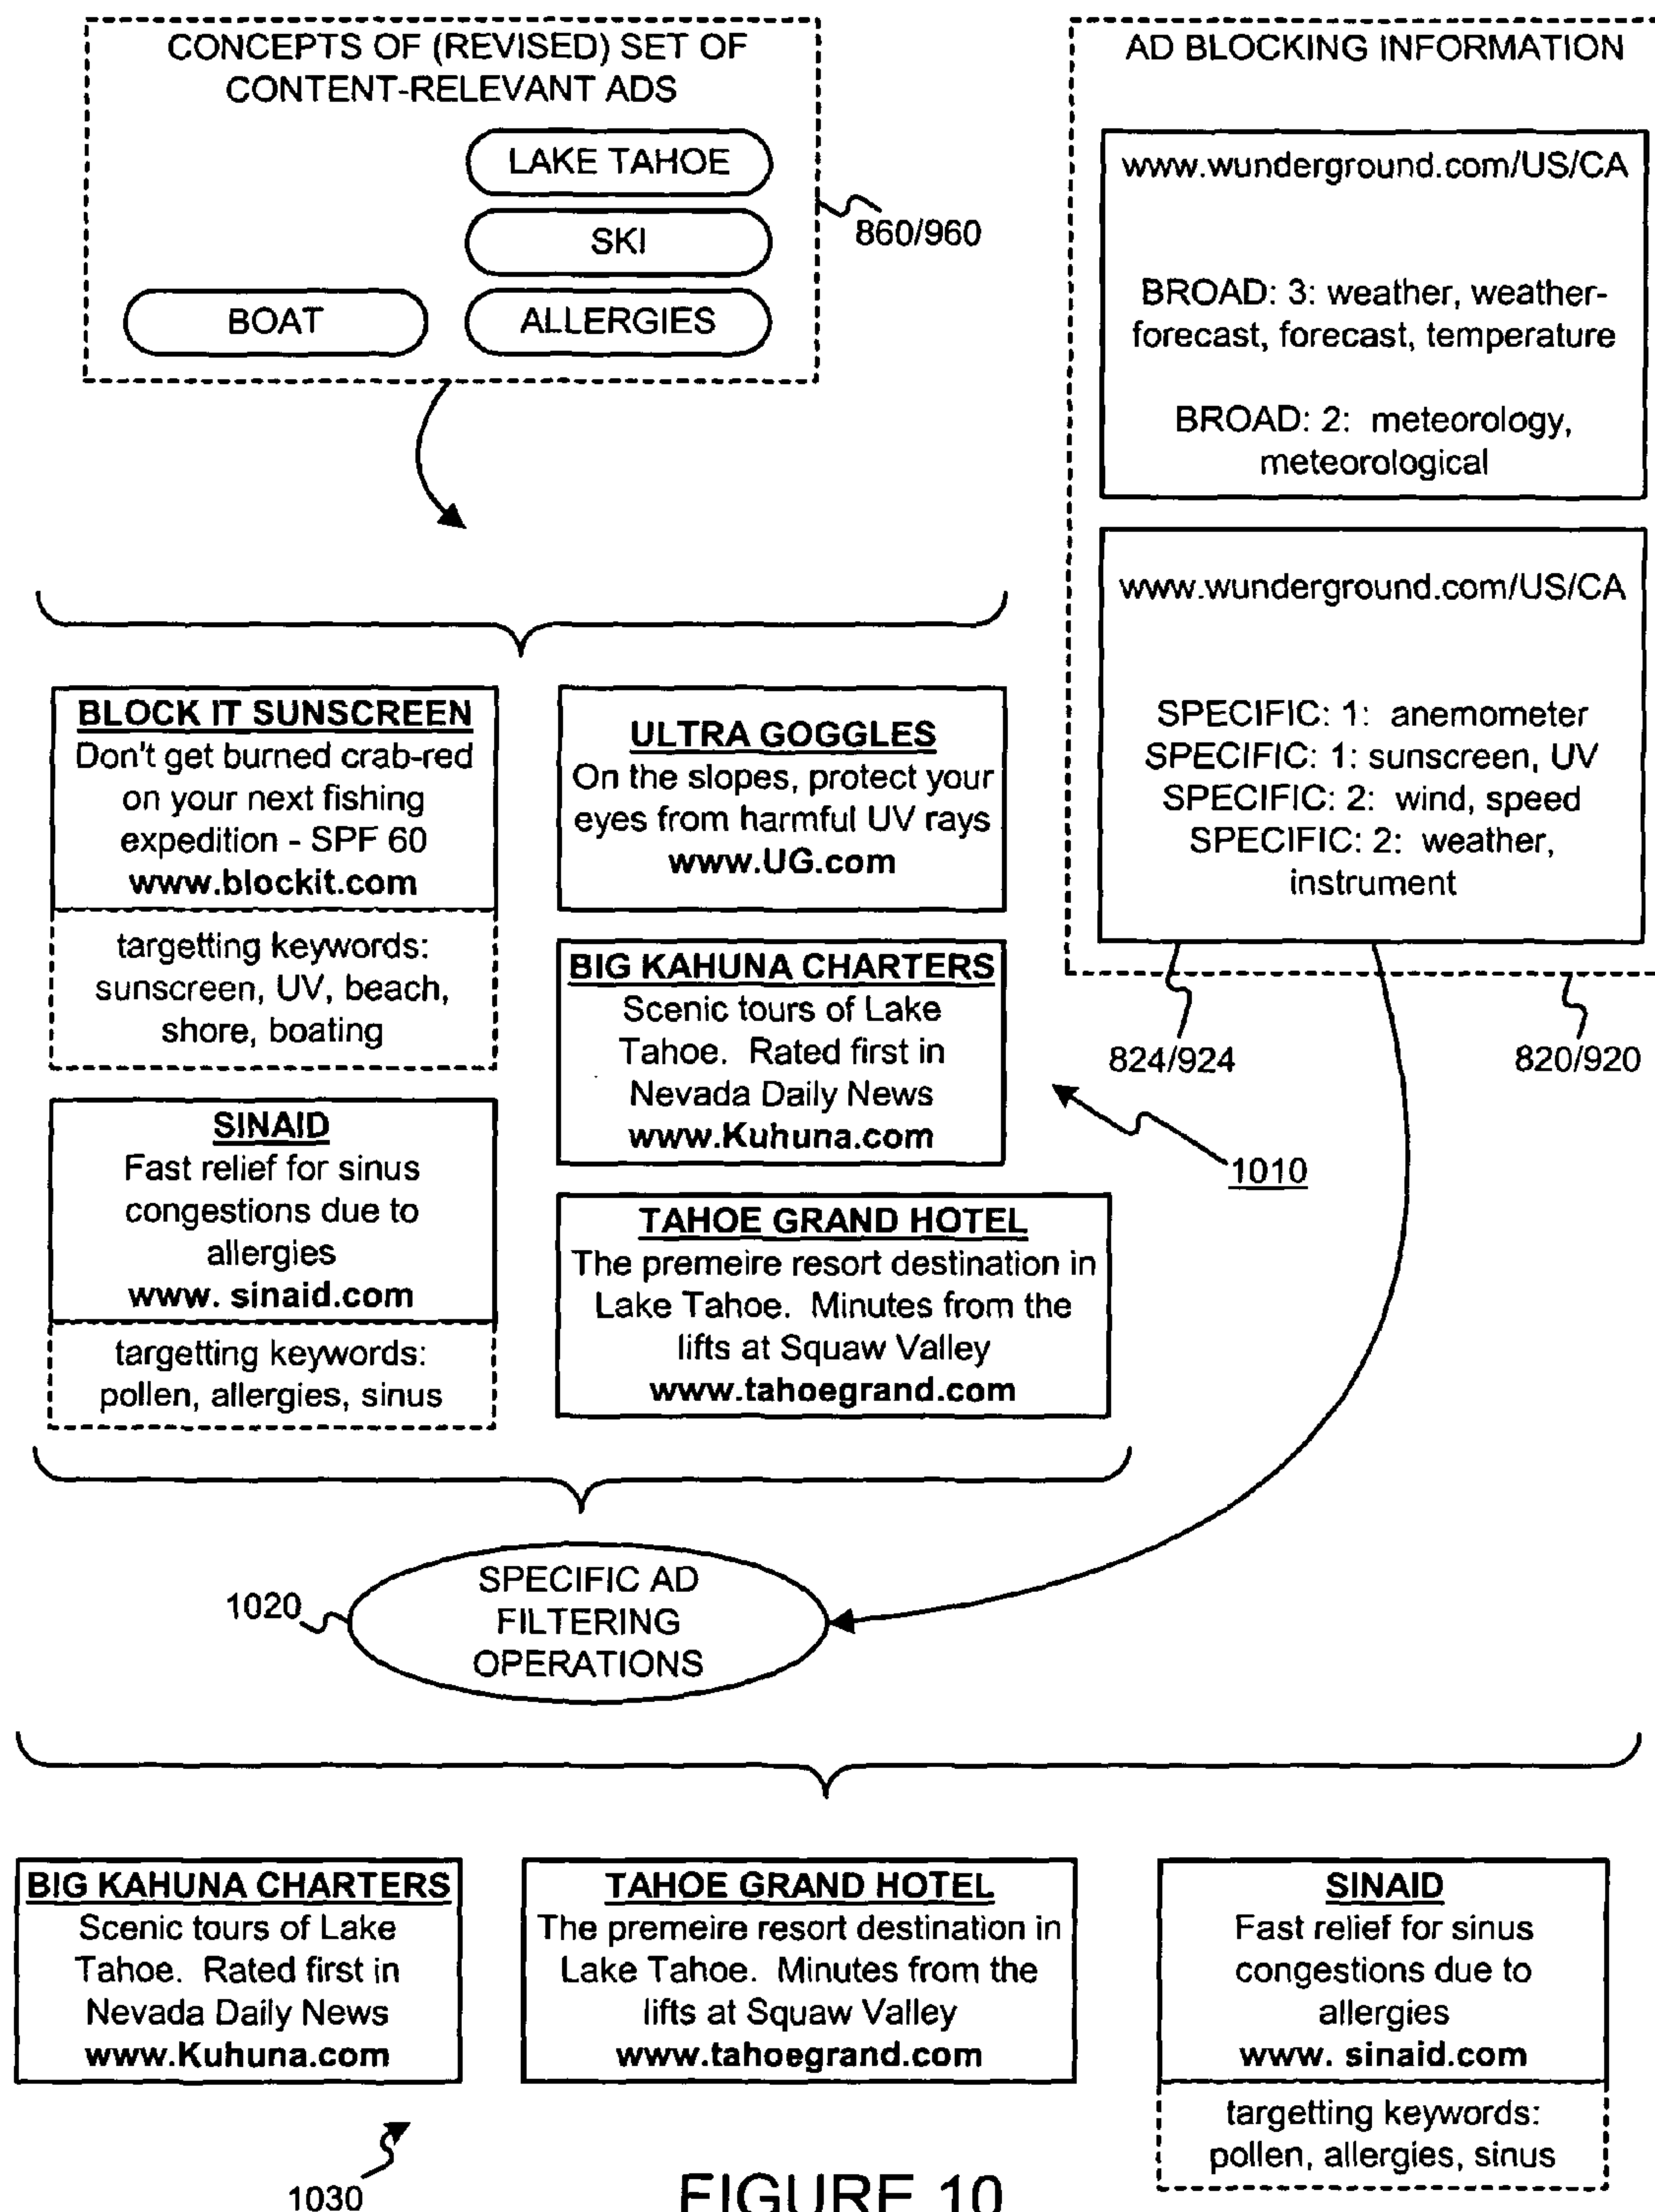 CONCEPTS OF (REVISED) SET OF
CONTENT-RELEVANT ADS
LAKE TAHOE
SKI
BOAT
ALLERGIES
860/960
AD BLOCKING INFORMATION
www.wunderground.com/US/CA
BROAD: 3: weather, weather-
forecast, forecast, temperature
BROAD: 2: meteorology,
meteorological
www.wunderground.com/US/CA
SPECIFIC: 1: anemometer
SPECIFIC: 1: sunscreen, UV
SPECIFIC: 2: wind, speed
SPECIFIC: 2: weather,
instrument
824/924
820/920
BLOCK IT SUNSCREEN
Don't get burned crab-red
on your next fishing
expedition - SPF 60
www.blockit.com
targetting keywords:
sunscreen, UV, beach,
shore, boating
ULTRA GOGGLES
On the slopes, protect your
eyes from harmful UV rays
www.UG.com
BIG KAHUNA CHARTERS
Scenic tours of Lake
Tahoe. Rated first in
Nevada Daily News
www.Kuhuna.com
1010
SINAID
Fast relief for sinus
congestions due to
allergies
www. sinaid.com
targetting keywords:
pollen, allergies, sinus
TAHOE GRAND HOTEL
The premeire resort destination in
Lake Tahoe. Minutes from the
lifts at Squaw Valley
www.tahoegrand.com
1020
SPECIFIC AD
FILTERING
OPERATIONS
BIG KAHUNA CHARTERS
Scenic tours of Lake
Tahoe. Rated first in
Nevada Daily News
www.Kuhuna.com
TAHOE GRAND HOTEL
The premeire resort destination in
Lake Tahoe. Minutes from the
lifts at Squaw Valley
www.tahoegrand.com
SINAID
Fast relief for sinus
congestions due to
allergies
www. sinaid.com
targetting keywords:
pollen, allergies, sinus
1030
FIGURE 10